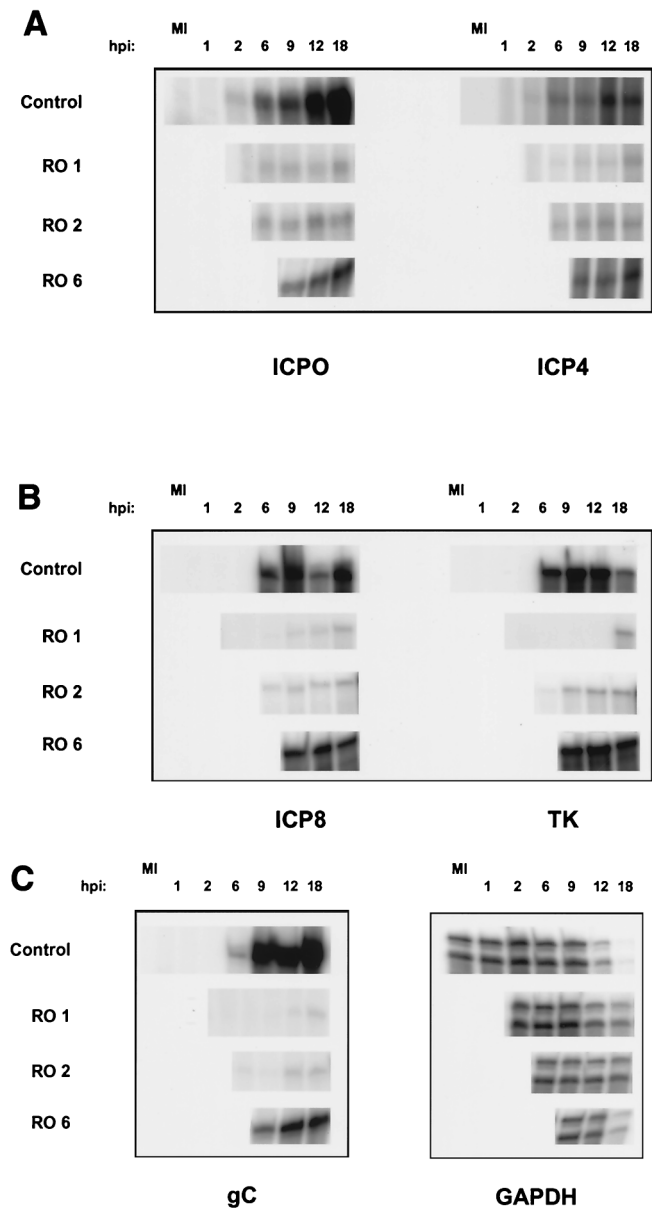 A
MI MI
hpi: 1 2 6 9 12 18 1 2 6 9 12 18
Control
RO 1
RO 2
RO 6
ICPO ICP4
B
MI MI
hpi: 1 2 6 9 12 18 1 2 6 9 12 18
Control
RO 1
RO 2
RO 6
ICP8 TK
C
MI MI
hpi: 1 2 6 9 12 18 1 2 6 9 12 18
Control
RO 1
RO 2
RO 6
gC GAPDH